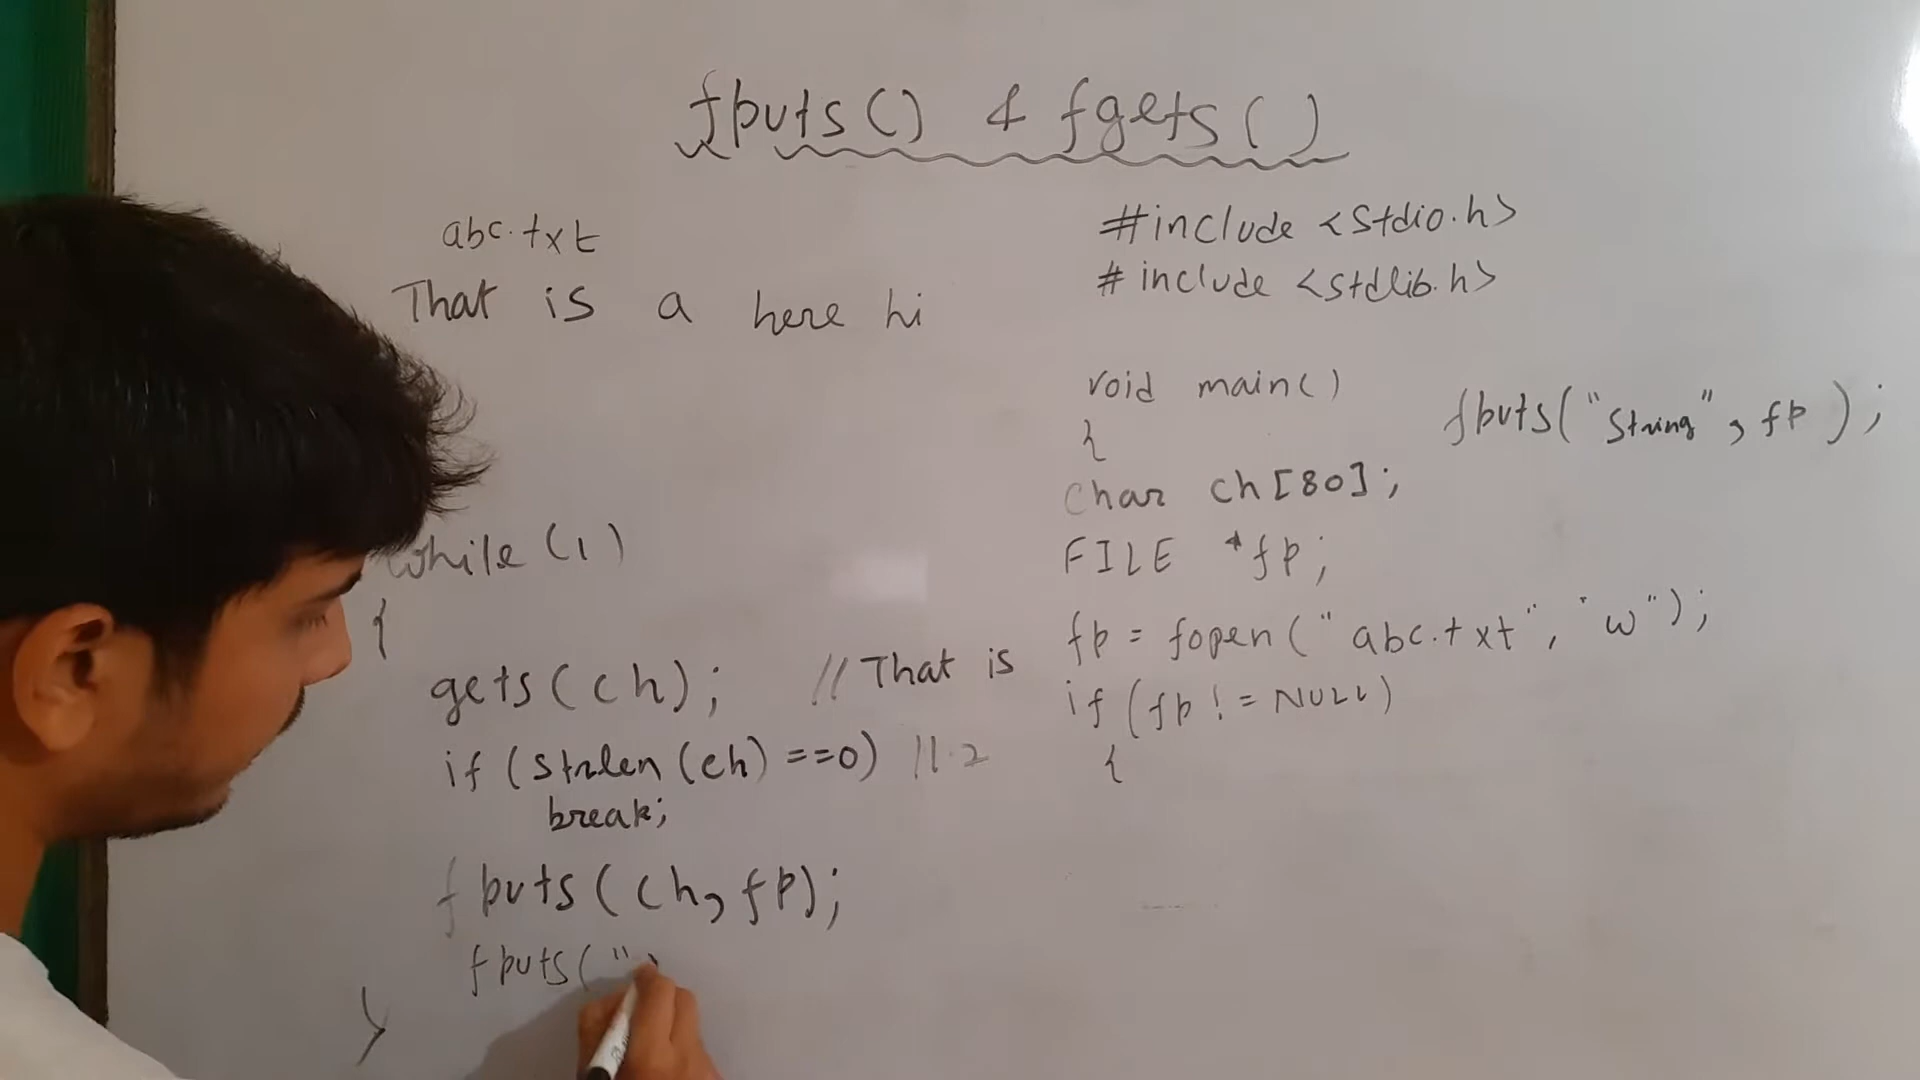 fputs() & fgets()
abc.txt
That is a here hi
while (1)
{
gets(ch); // That is
if (strlen (ch) ==0) // 2
break;
fputs(ch, fp);
fputs("
}
#include <stdio.h>
# include <stdlib.h>
void main()
{
char ch[80];
FILE *fp;
fp = fopen("abc.txt", "w");
if (fp != NULL)
{
fputs("String", fp);